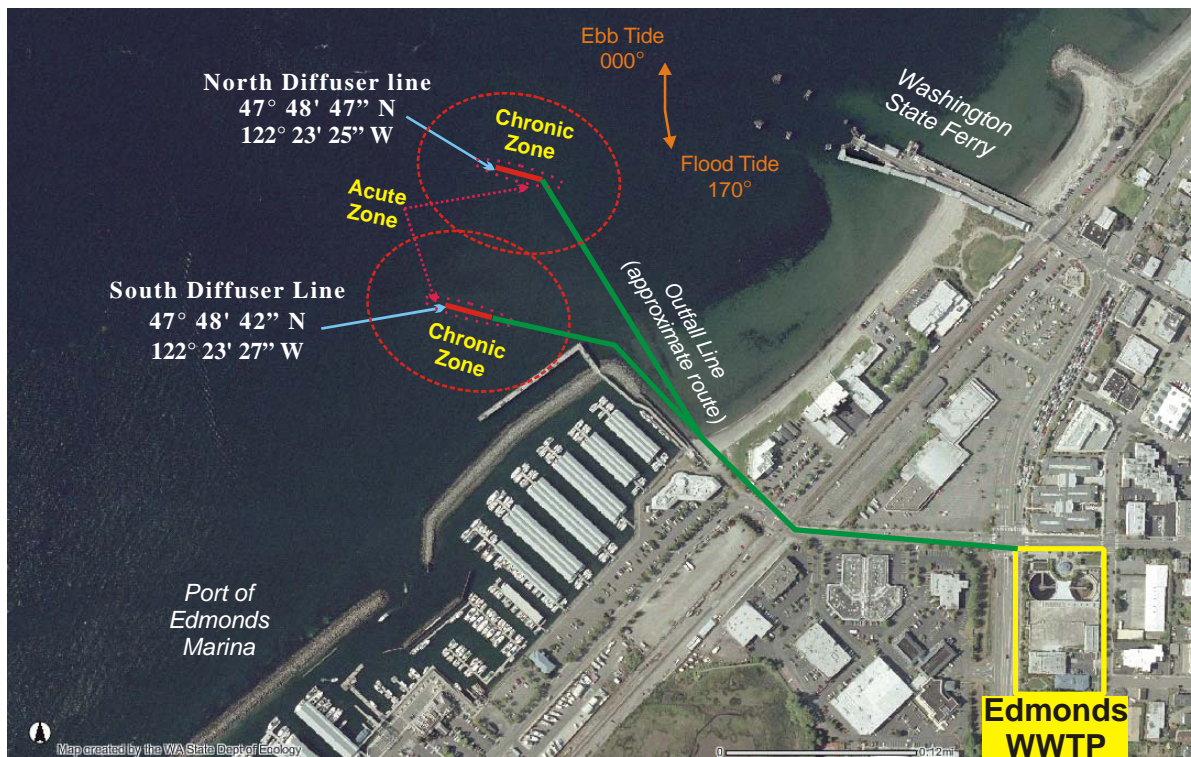 Ebb Tide
000°
North Diffuser line
47° 48' 47” N
122° 23' 25” W
Chronic
Zone
Washington
State Ferry
Flood Tide
170°
Acute
Zone
South Diffuser Line
47° 48' 42” N
122° 23' 27” W
Chronic
Zone
Outfall Line
(approximate route)
Port of
Edmonds
Marina
Edmonds
WWTP
Map created by the WA State Dept of Ecology
0 0.12mi